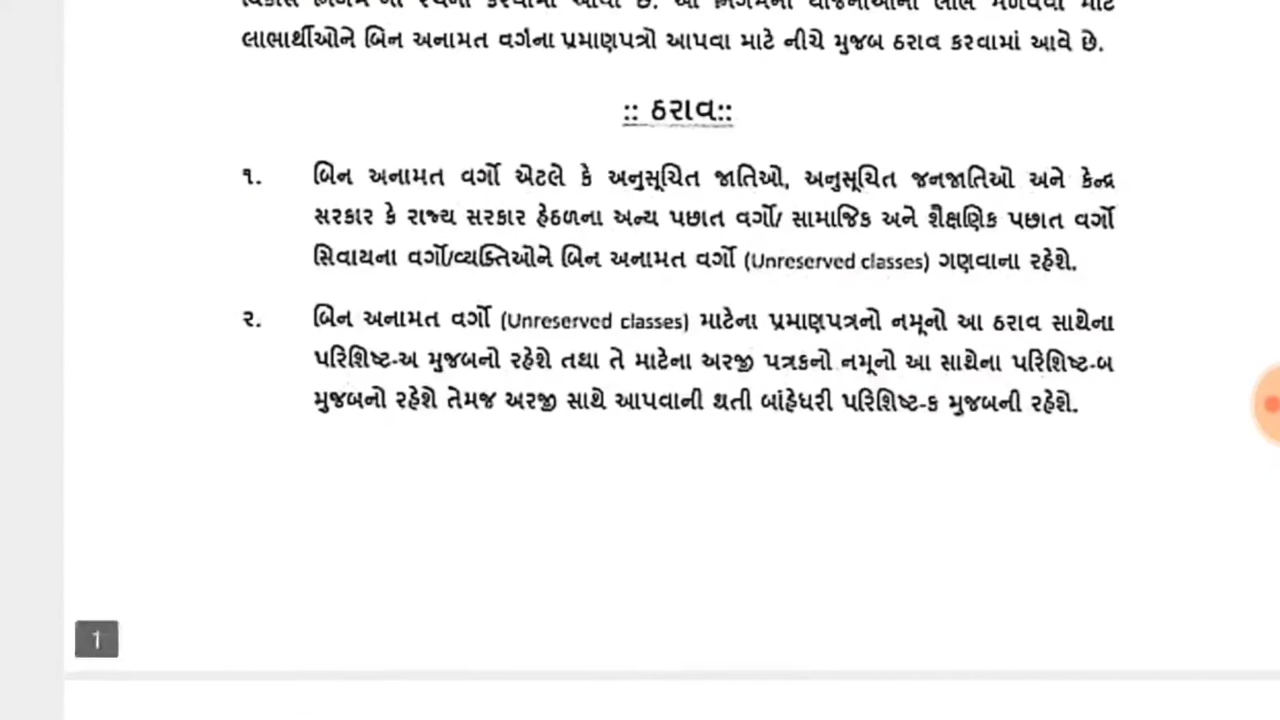 લાભાર્થીઓને બિન અનામત વર્ગના પ્રમાણપત્રો આપવા માટે નીચે મુજબ ઠરાવ કરવામાં આવે છે.
:: ઠરાવ::
૧. બિન અનામત વર્ગો એટલે કે અનુસૂચિત જાતિઓ, અનુસૂચિત જનજાતિઓ અને કેન્દ્ર
સરકાર કે રાજ્ય સરકાર હેઠળના અન્ય પછાત વર્ગો/ સામાજિક અને શૈક્ષણિક પછાત વર્ગો
સિવાયના વર્ગો/વ્યક્તિઓને બિન અનામત વર્ગો (Unreserved classes) ગણવાના રહેશે.
૨. બિન અનામત વર્ગો (Unreserved classes) માટેના પ્રમાણપત્રનો નમૂનો આ ઠરાવ સાથેના
પરિશિષ્ટ-અ મુજબનો રહેશે તથા તે માટેના અરજી પત્રકનો નમૂનો આ સાથેના પરિશિષ્ટ-બ
મુજબનો રહેશે તેમજ અરજી સાથે આપવાની થતી બાંહેધરી પરિશિષ્ટ-ક મુજબની રહેશે.
1